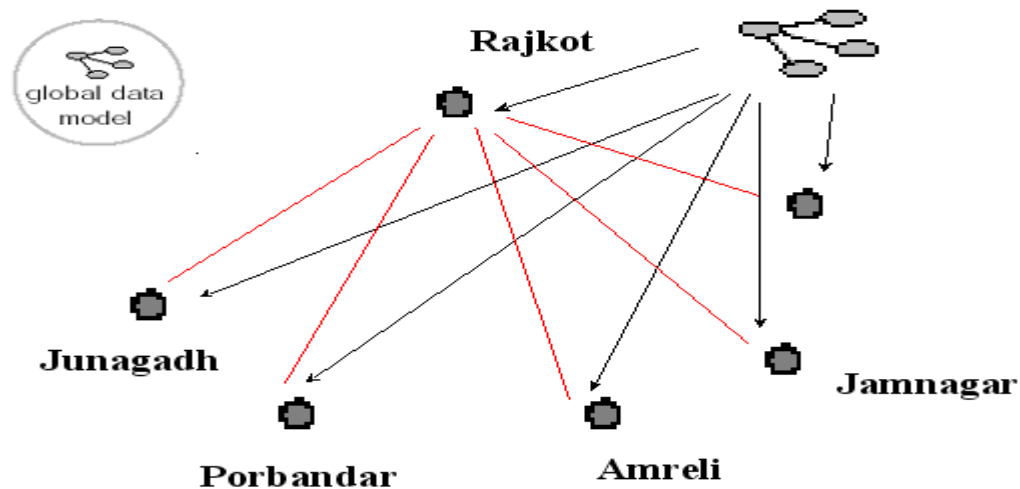 Rajkot
global data
model
Junagadh
Jamnagar
Porbandar
Amreli